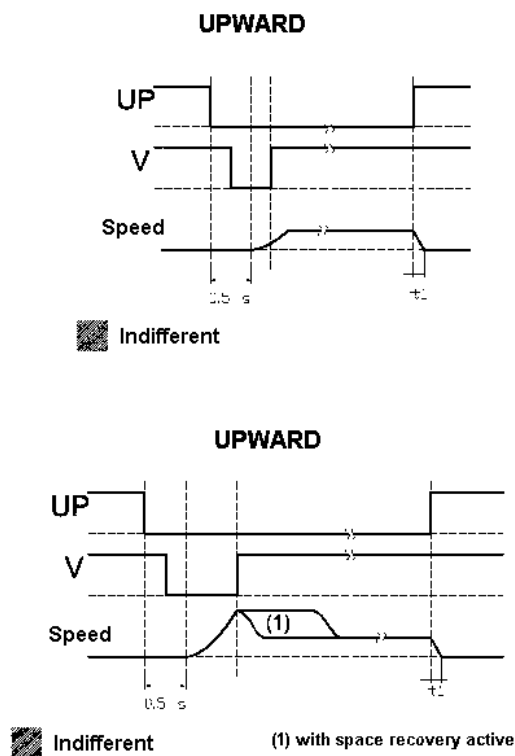 UPWARD
UP
V
Speed
0.5 s
t1
Indifferent
UPWARD
UP
V
Speed
(1)
0.5 s
t1
Indifferent
(1) with space recovery active